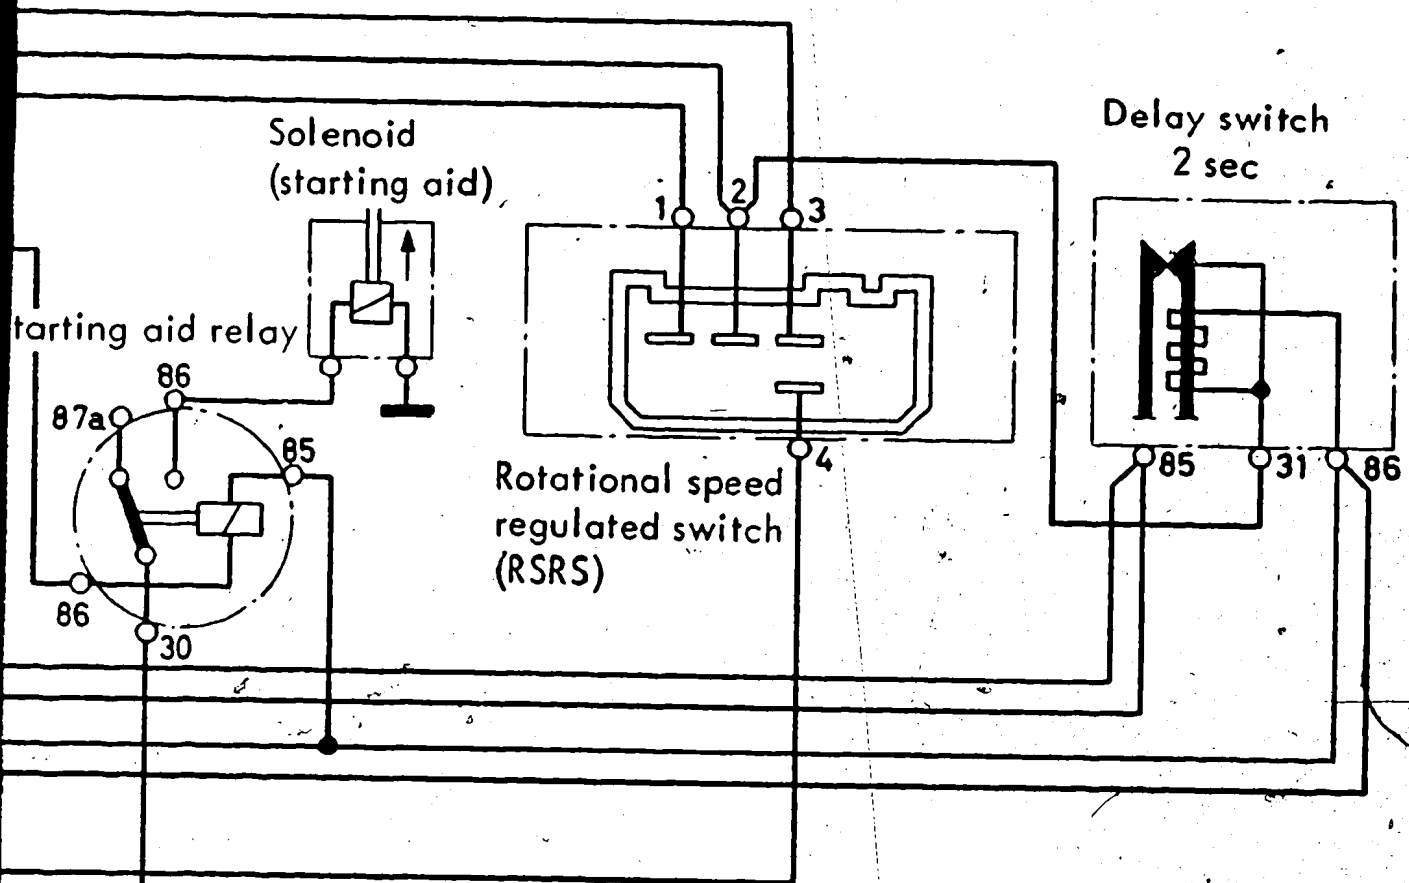 Solenoid
(starting aid)
Delay switch
2 sec
1
2
3
tarting aid relay
86
87a
85
86
30
4
Rotational speed
regulated switch
(RSRS)
85
31
86